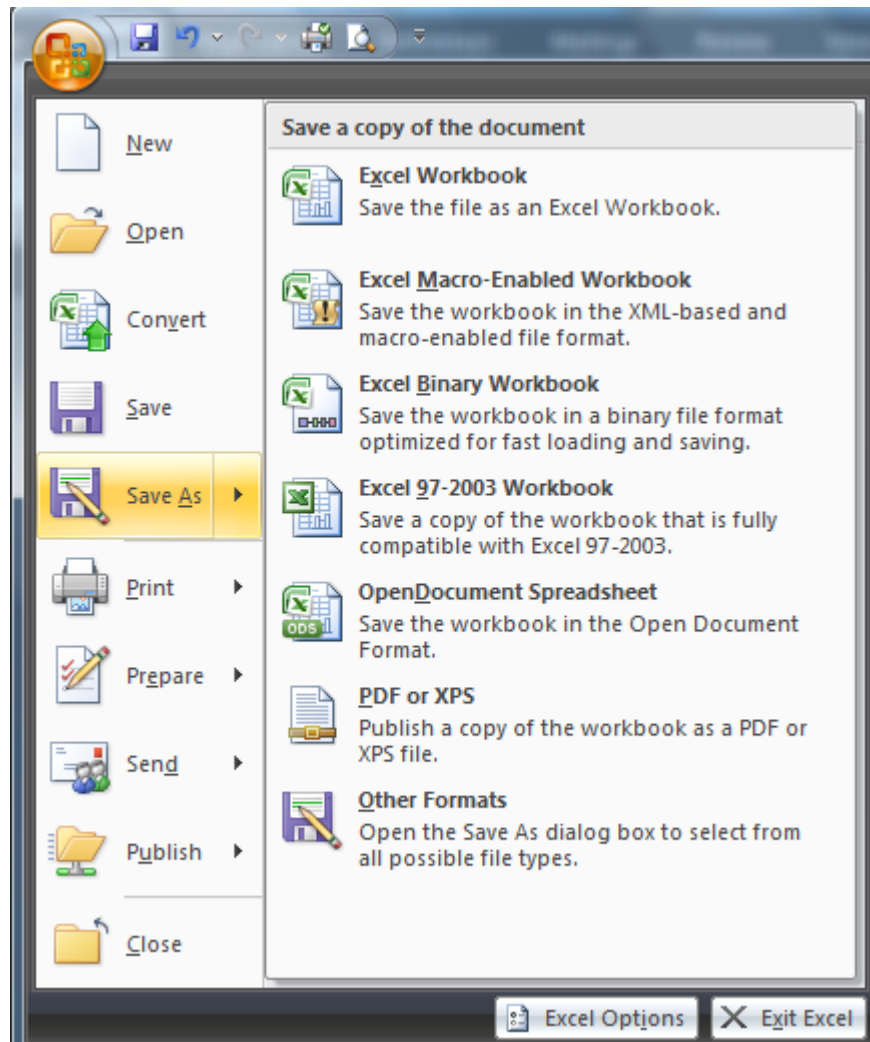 New
Open
Convert
Save
Save As
Print
Prepare
Send
Publish
Close
Save a copy of the document
Excel Workbook
Save the file as an Excel Workbook.
Excel Macro-Enabled Workbook
Save the workbook in the XML-based and
macro-enabled file format.
Excel Binary Workbook
Save the workbook in a binary file format
optimized for fast loading and saving.
Excel 97-2003 Workbook
Save a copy of the workbook that is fully
compatible with Excel 97-2003.
OpenDocument Spreadsheet
ODS
Save the workbook in the Open Document
Format.
PDF or XPS
Publish a copy of the workbook as a PDF or
XPS file.
Other Formats
Open the Save As dialog box to select from
all possible file types.
Excel Options
Exit Excel